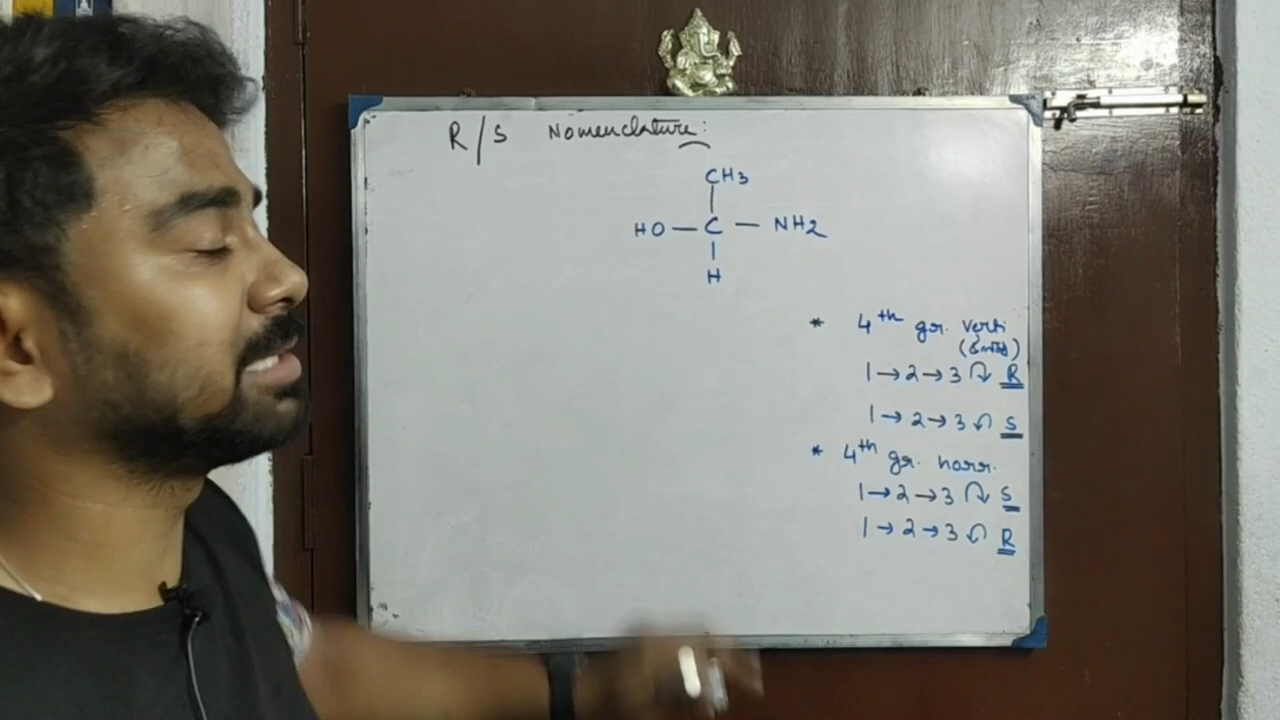 R/S Nomenclature:
CH3
HO — C — NH2
H
* 4th gr. verti
1→2→3 ↷ R
1→2→3 ↶ S
* 4th gr. horr.
1→2→3 ↷ S
1→2→3 ↶ R